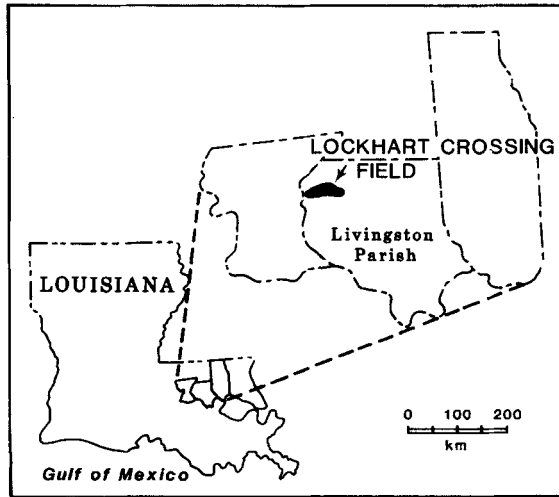 LOCKHART CROSSING
FIELD
Livingston
Parish
LOUISIANA
0 100 200
km
Gulf of Mexico